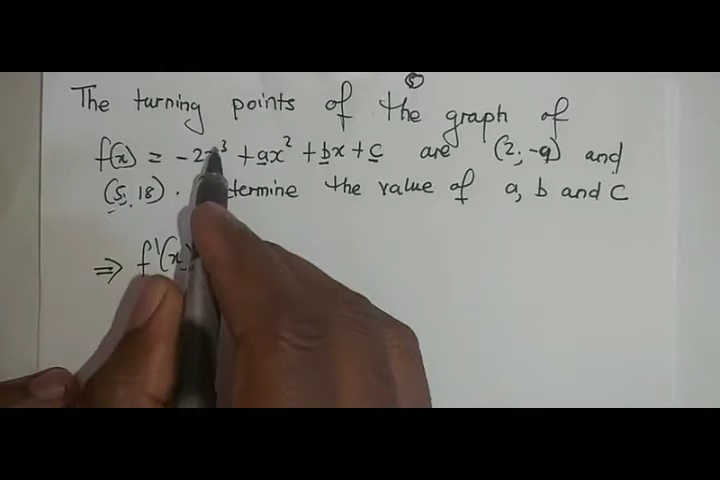 The turning points of the graph of
f(x) = -2x³ + ax² + bx + c are (2; -9) and
(5, 18). termine the value of a, b and c
⇒ f'(x)